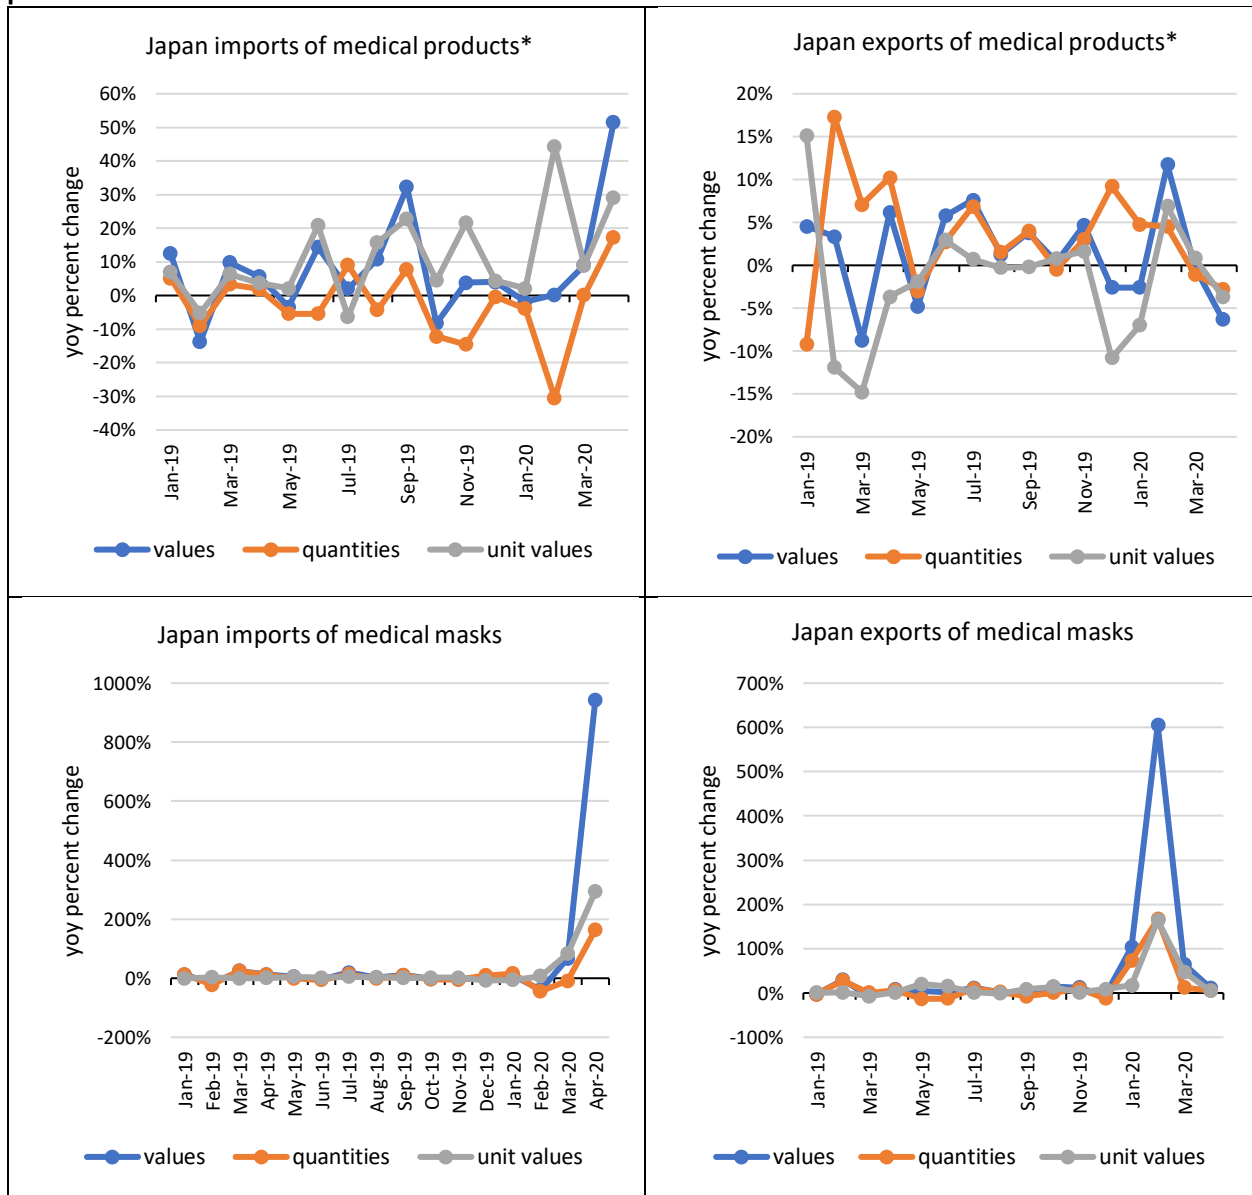 Japan imports of medical products*
60%
50%
40%
30%
20%
10%
0%
-10%
-20%
-30%
-40%
yoy percent change
Jan-19
Mar-19
May-19
Jul-19
Sep-19
Nov-19
Jan-20
Mar-20
values quantities unit values
Japan exports of medical products*
20%
15%
10%
5%
0%
-5%
-10%
-15%
-20%
yoy percent change
Jan-19
Mar-19
May-19
Jul-19
Sep-19
Nov-19
Jan-20
Mar-20
values quantities unit values
Japan imports of medical masks
1000%
800%
600%
400%
200%
0%
-200%
yoy percent change
Jan-19
Feb-19
Mar-19
Apr-19
May-19
Jun-19
Jul-19
Aug-19
Sep-19
Oct-19
Nov-19
Dec-19
Jan-20
Feb-20
Mar-20
Apr-20
values quantities unit values
Japan exports of medical masks
700%
600%
500%
400%
300%
200%
100%
0%
-100%
yoy percent change
Jan-19
Mar-19
May-19
Jul-19
Sep-19
Nov-19
Jan-20
Mar-20
values quantities unit values